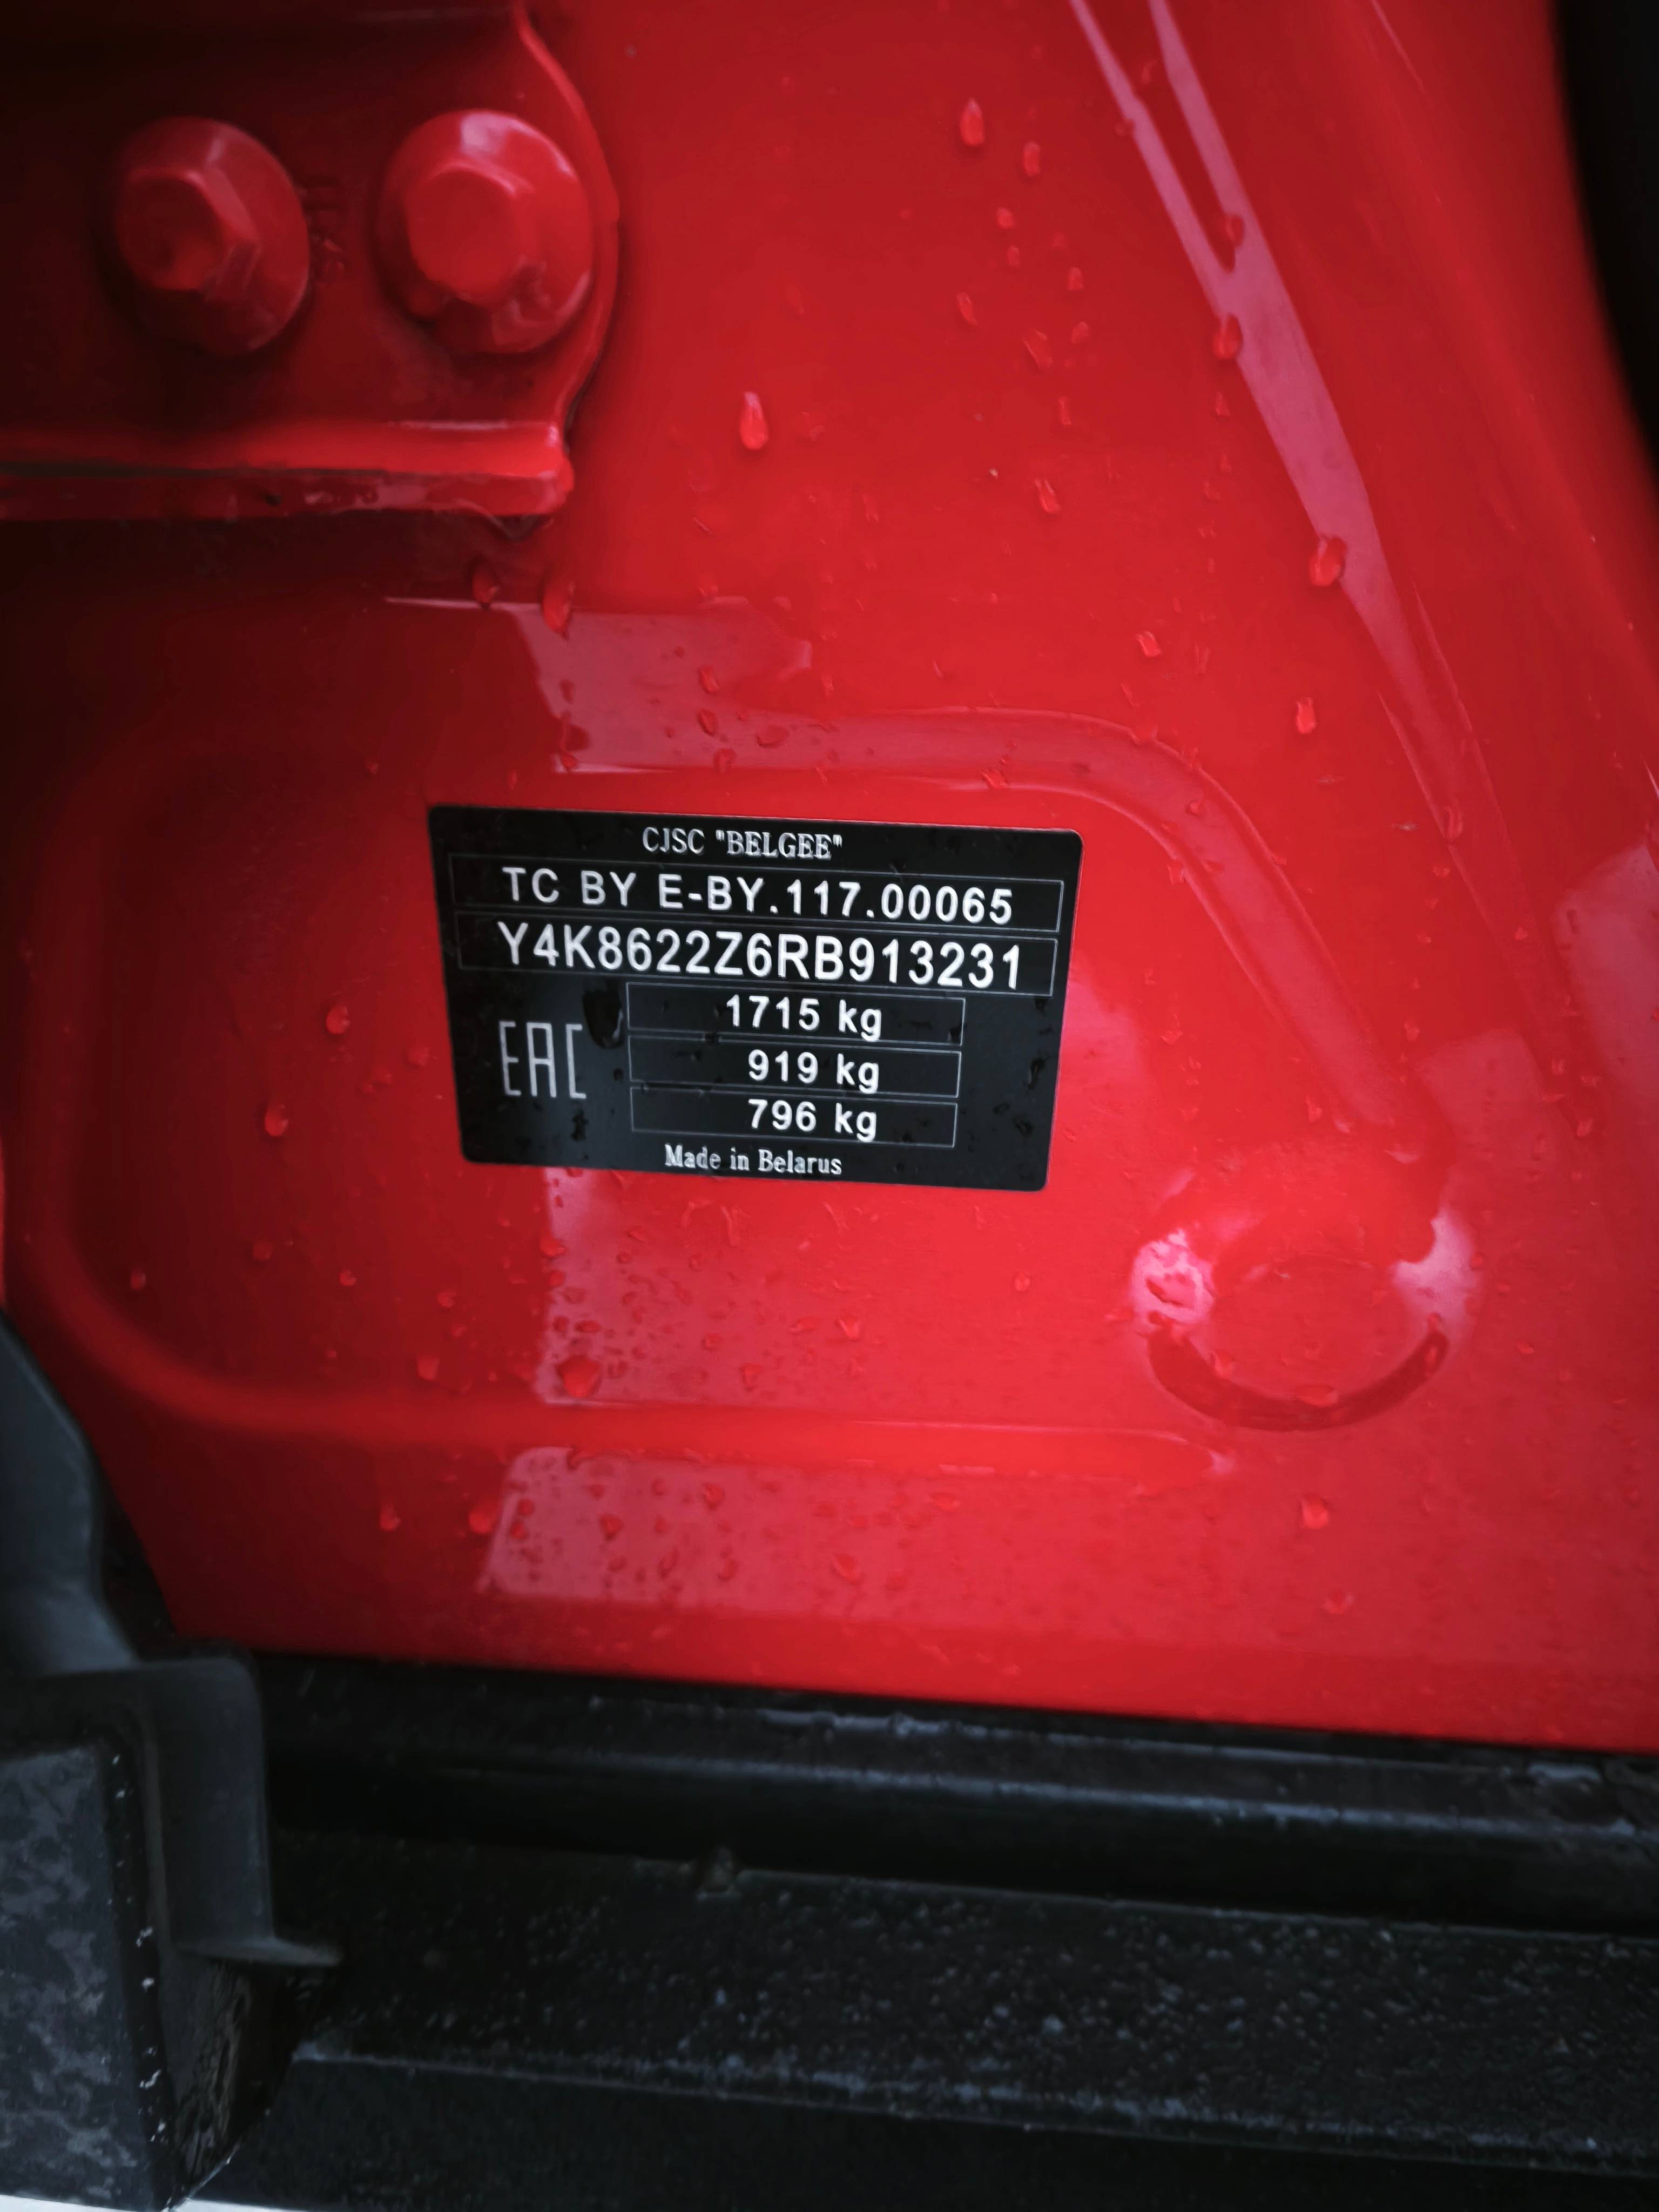 CJSC "BELGEE"
TC BY E-BY.117.00065
Y4K8622Z6RB913231
1715 kg
EAC
919 kg
796 kg
Made in Belarus